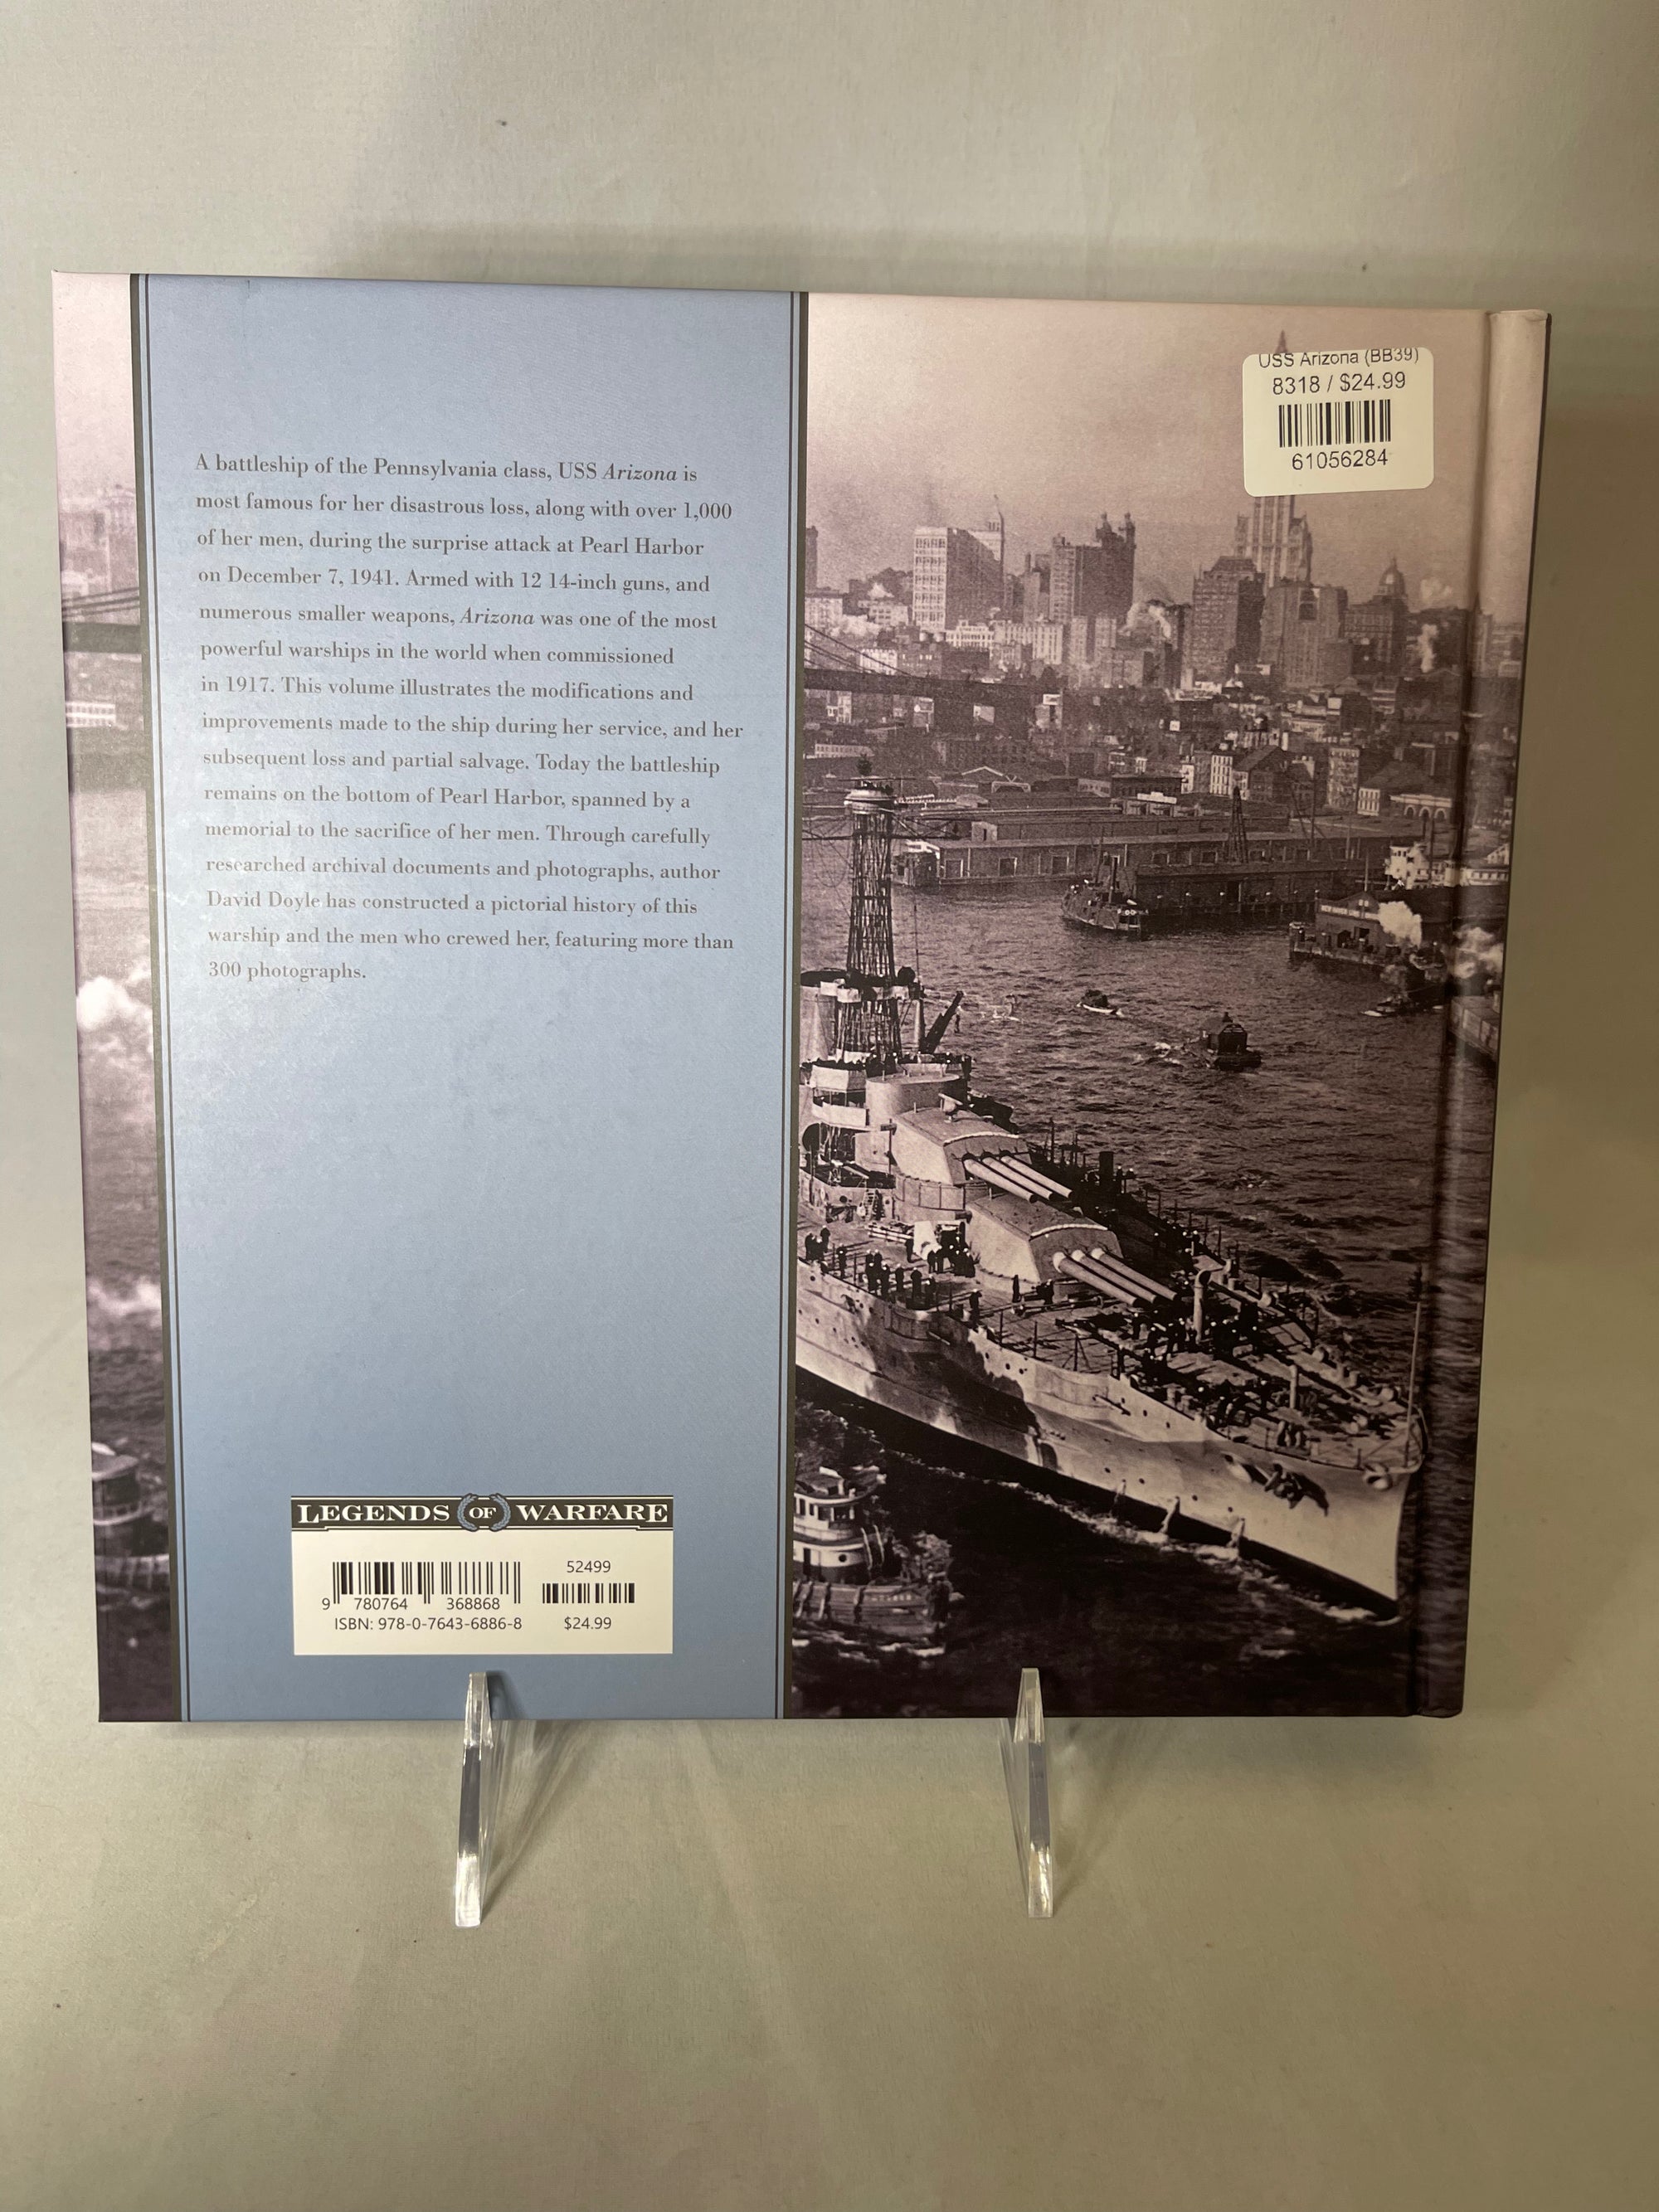 USS Arizona (BB39)
8318 / $24.99
61056284
A battleship of the Pennsylvania class, USS Arizona is
most famous for her disastrous loss, along with over 1,000
of her men, during the surprise attack at Pearl Harbor
on December 7, 1941. Armed with 12 14-inch guns, and
numerous smaller weapons, Arizona was one of the most
powerful warships in the world when commissioned
in 1917. This volume illustrates the modifications and
improvements made to the ship during her service, and her
subsequent loss and partial salvage. Today the battleship
remains on the bottom of Pearl Harbor, spanned by a
memorial to the sacrifice of her men. Through carefully
researched archival documents and photographs, author
David Doyle has constructed a pictorial history of this
warship and the men who crewed her, featuring more than
300 photographs.
LEGENDS OF WARFARE
52499
9 780764 368868
ISBN: 978-0-7643-6886-8
$24.99